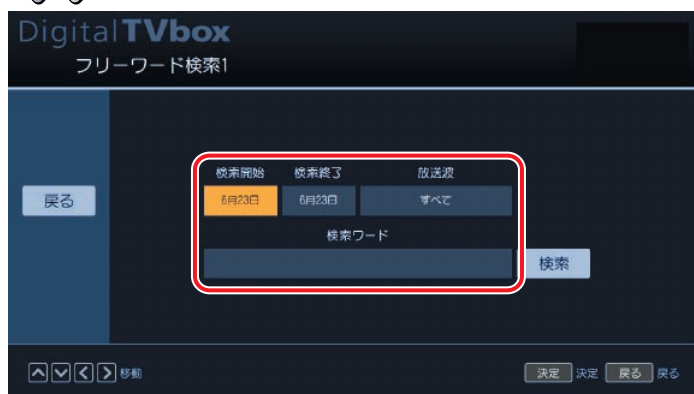 DigitalTVbox
フリーワード検索1
検索開始 検索終了 放送波
戻る 6月23日 6月23日 すべて
検索ワード
検索
移動 決定 決定 戻る 戻る